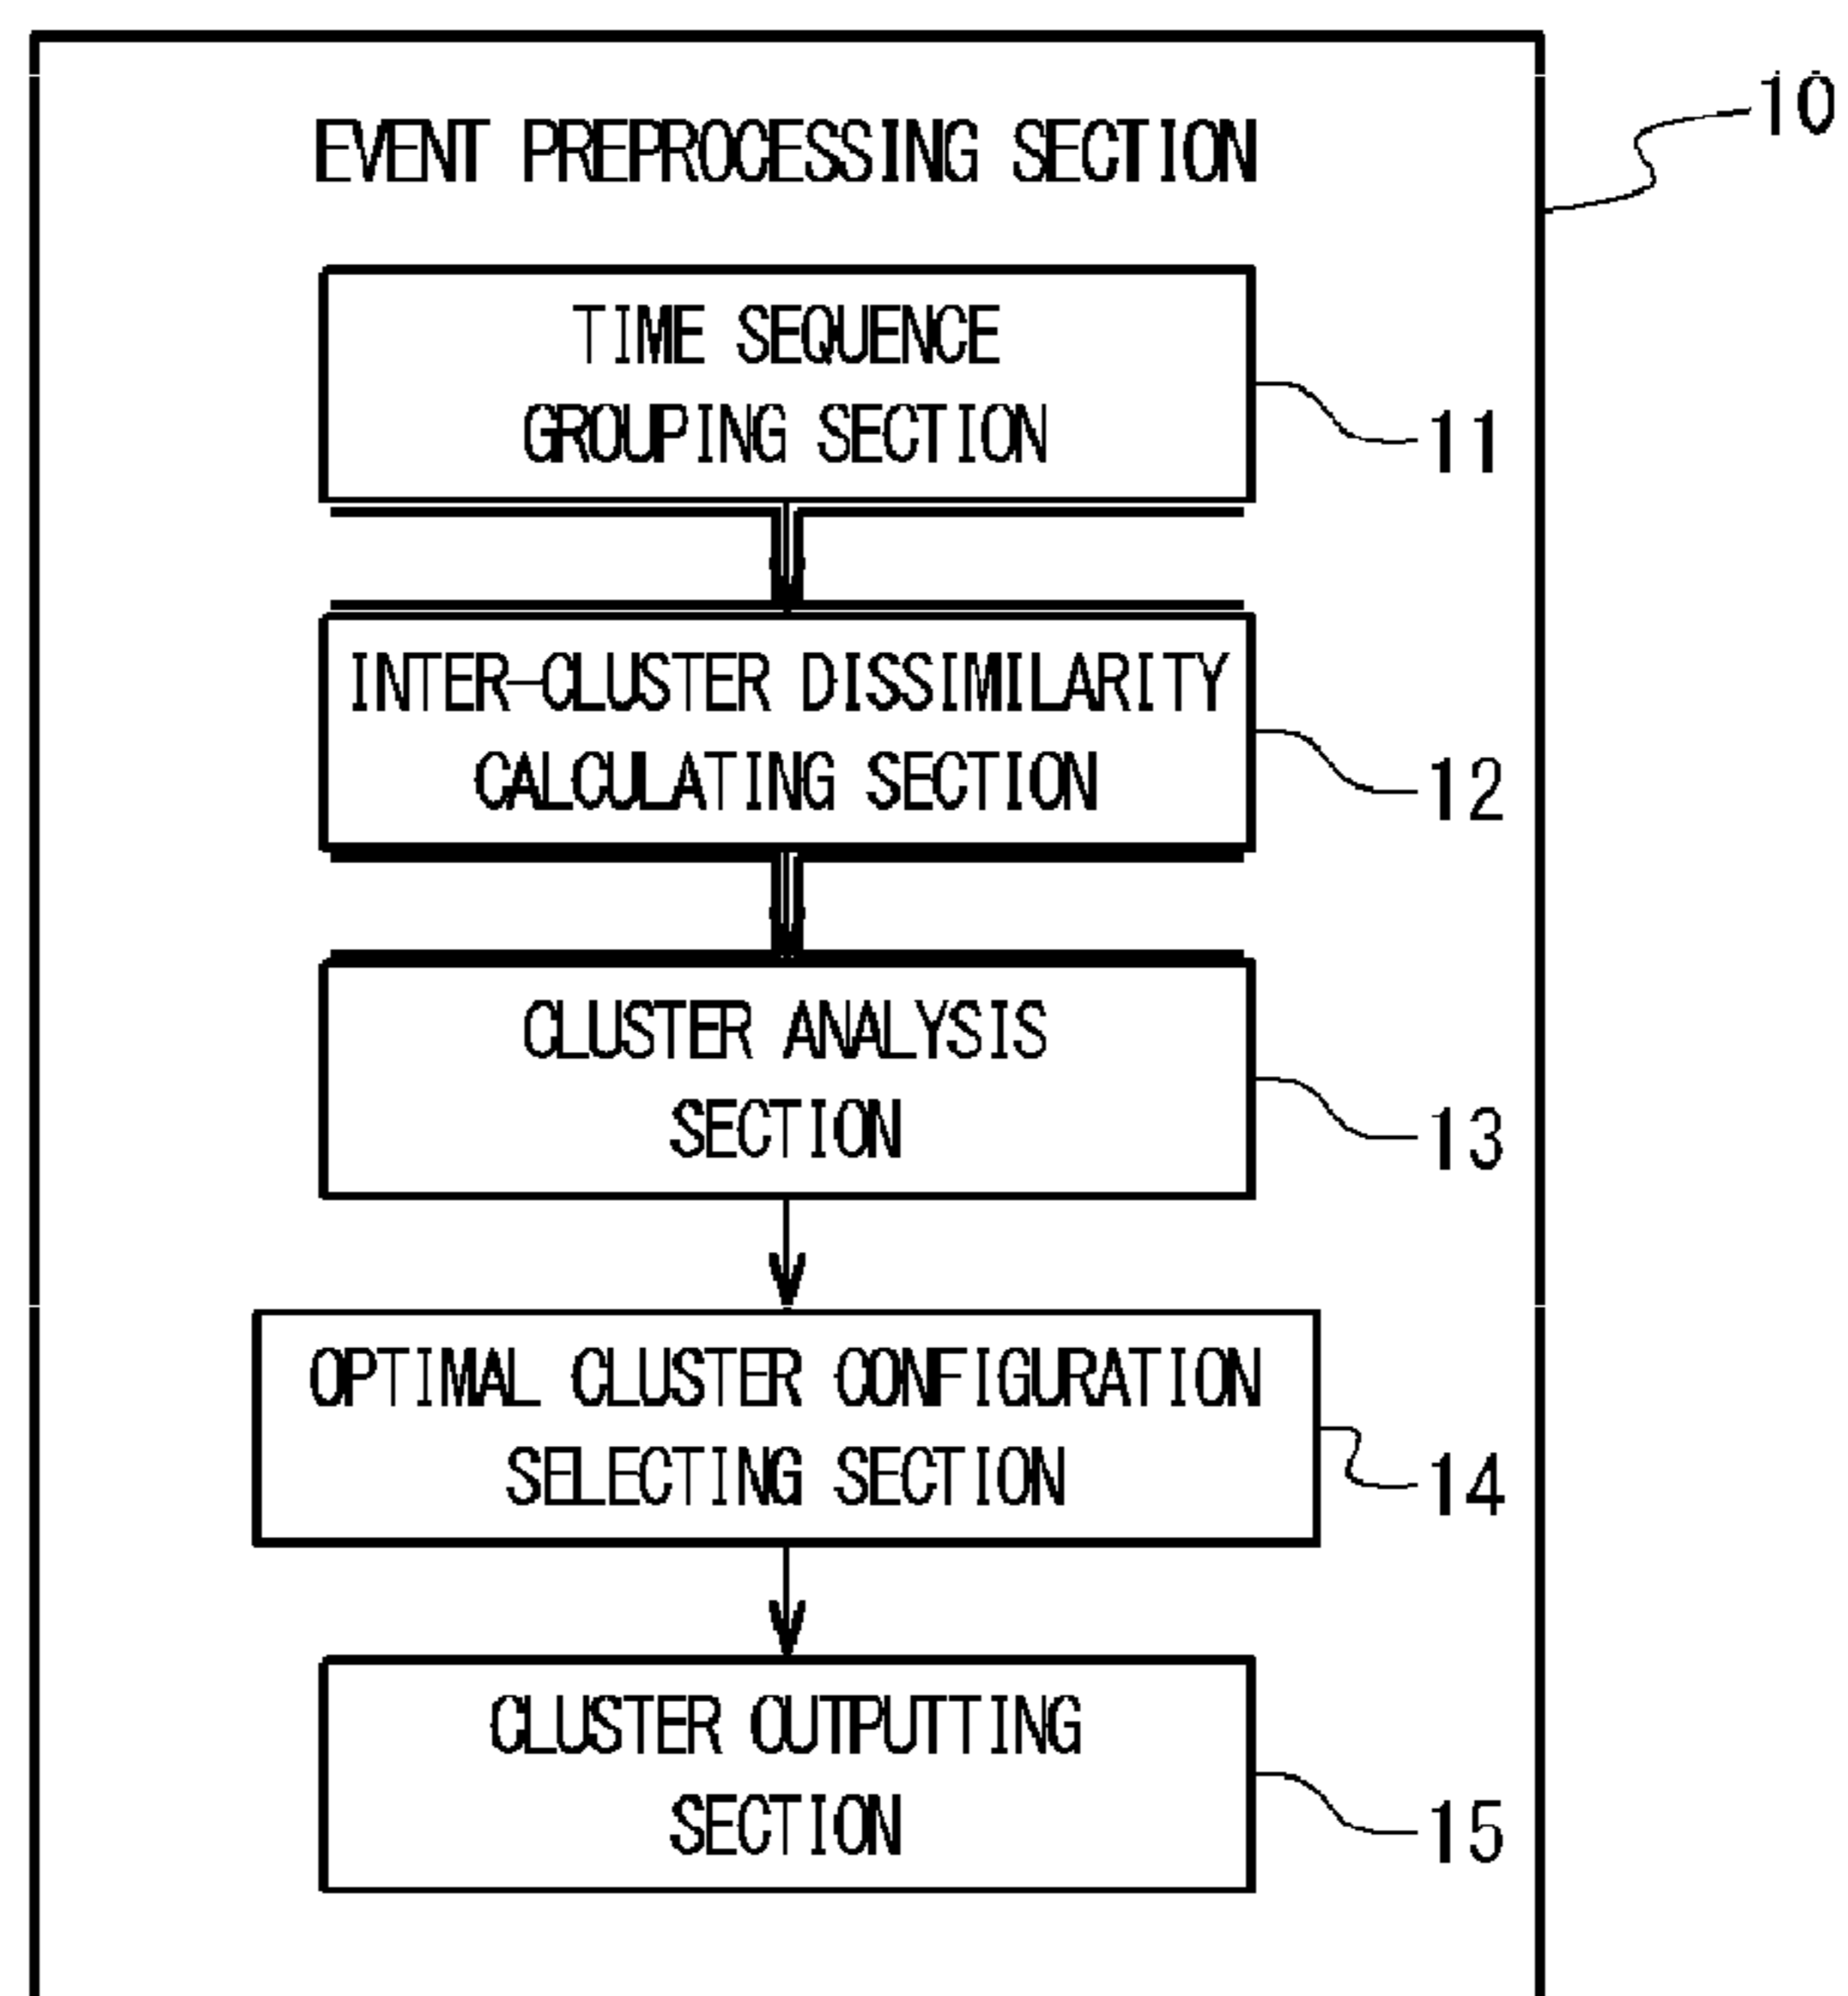 10
EVENT PREPROCESSING SECTION
TIME SEQUENCE
GROUPING SECTION
11
INTER-CLUSTER DISSIMILARITY
CALCULATING SECTION
12
CLUSTER ANALYSIS
SECTION
13
OPTIMAL CLUSTER CONFIGURATION
SELECTING SECTION
14
CLUSTER OUTPUTTING
SECTION
15